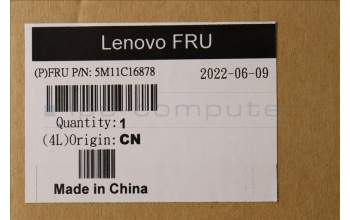 Lenovo FRU
(P)FRU P/N: 5M11C16878 2022-06-09
Quantity: 1
(4L)Origin: CN
Made in China